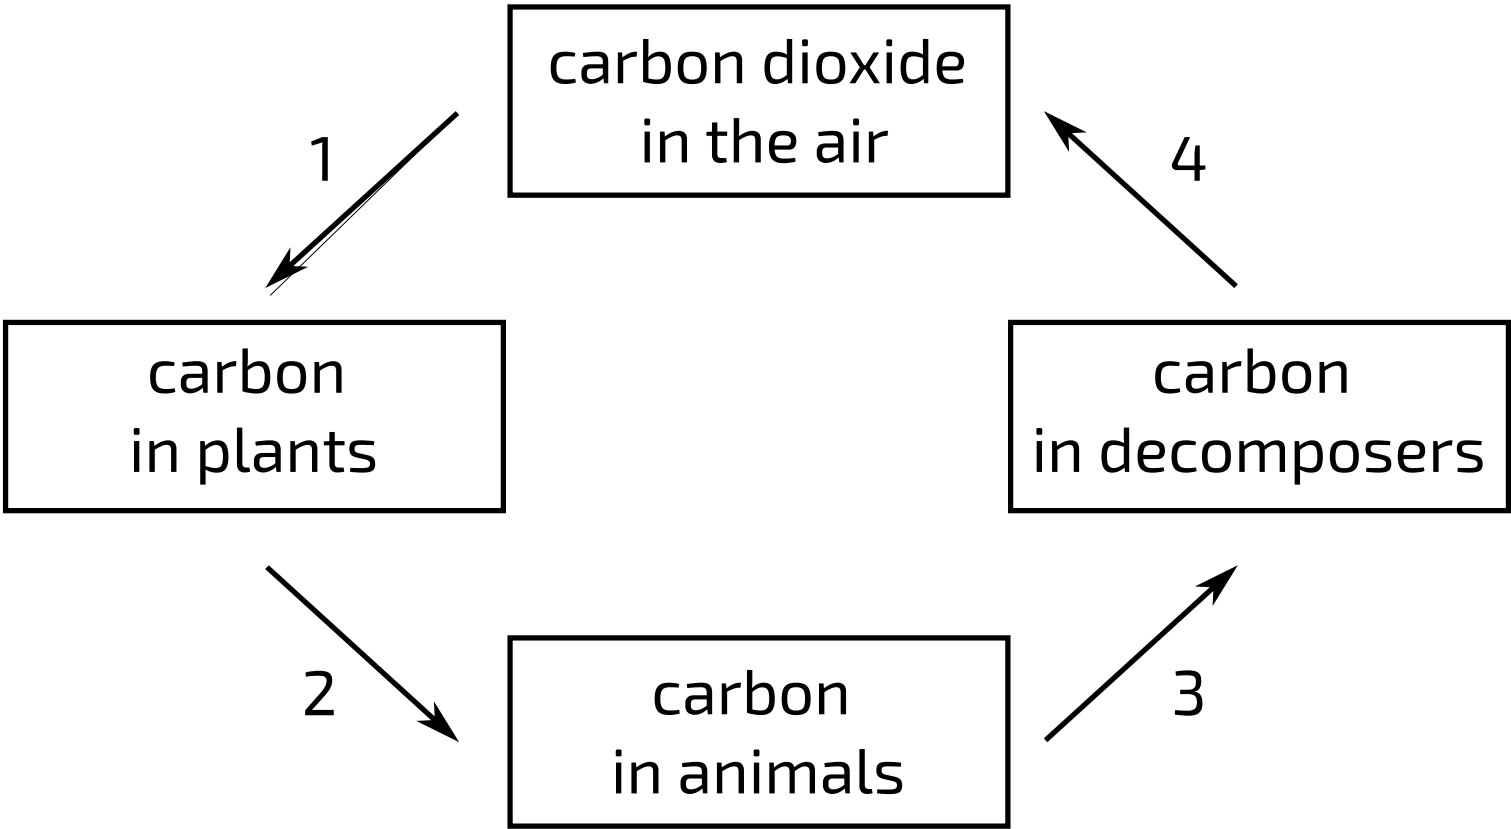 carbon dioxide
in the air
1
4
carbon
in plants
carbon
in decomposers
2
3
carbon
in animals